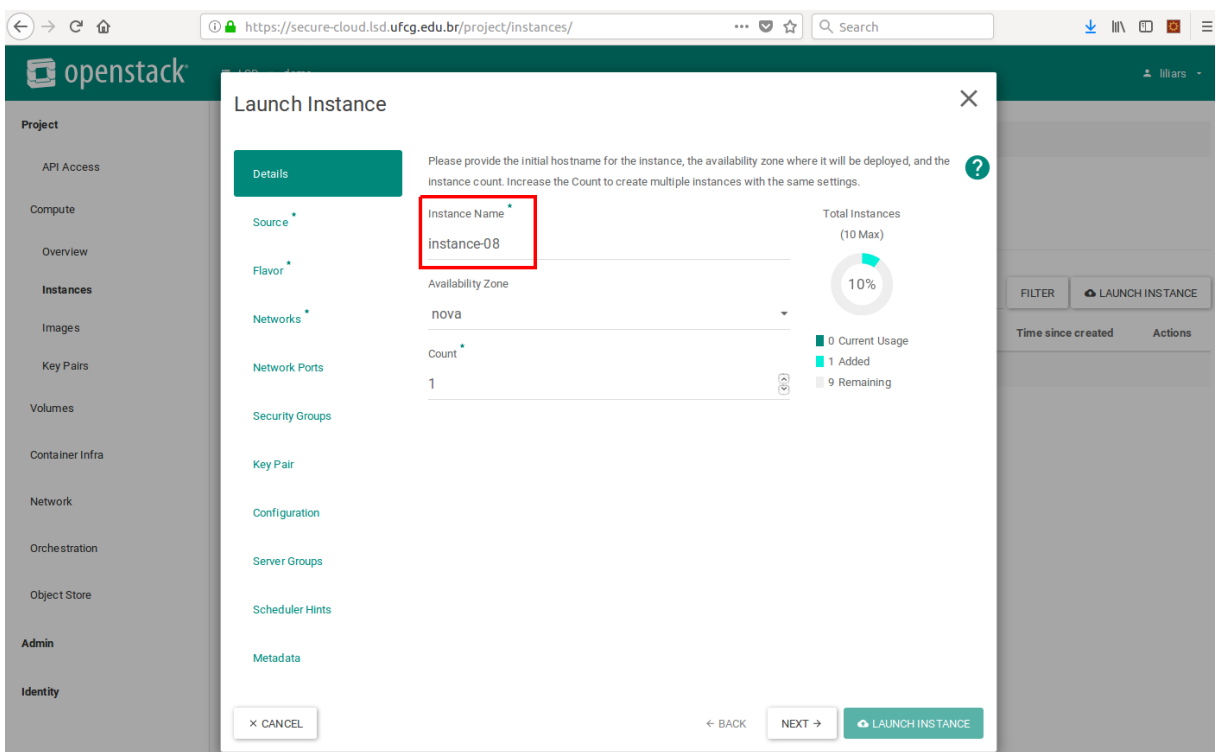 https://secure-cloud.lsd.ufcg.edu.br/project/instances/
Search
openstack
liliars
Project
API Access
Compute
Overview
Instances
Images
Key Pairs
Volumes
Container Infra
Network
Orchestration
Object Store
Admin
Identity
Launch Instance
Details
Source *
Flavor *
Networks *
Network Ports
Security Groups
Key Pair
Configuration
Server Groups
Scheduler Hints
Metadata
Please provide the initial hostname for the instance, the availability zone where it will be deployed, and the
instance count. Increase the Count to create multiple instances with the same settings.
Instance Name *
instance-08
Availability Zone
nova
Count *
1
Total Instances
(10 Max)
10%
0 Current Usage
1 Added
9 Remaining
FILTER
LAUNCH INSTANCE
Time since created
Actions
× CANCEL
← BACK
NEXT →
LAUNCH INSTANCE